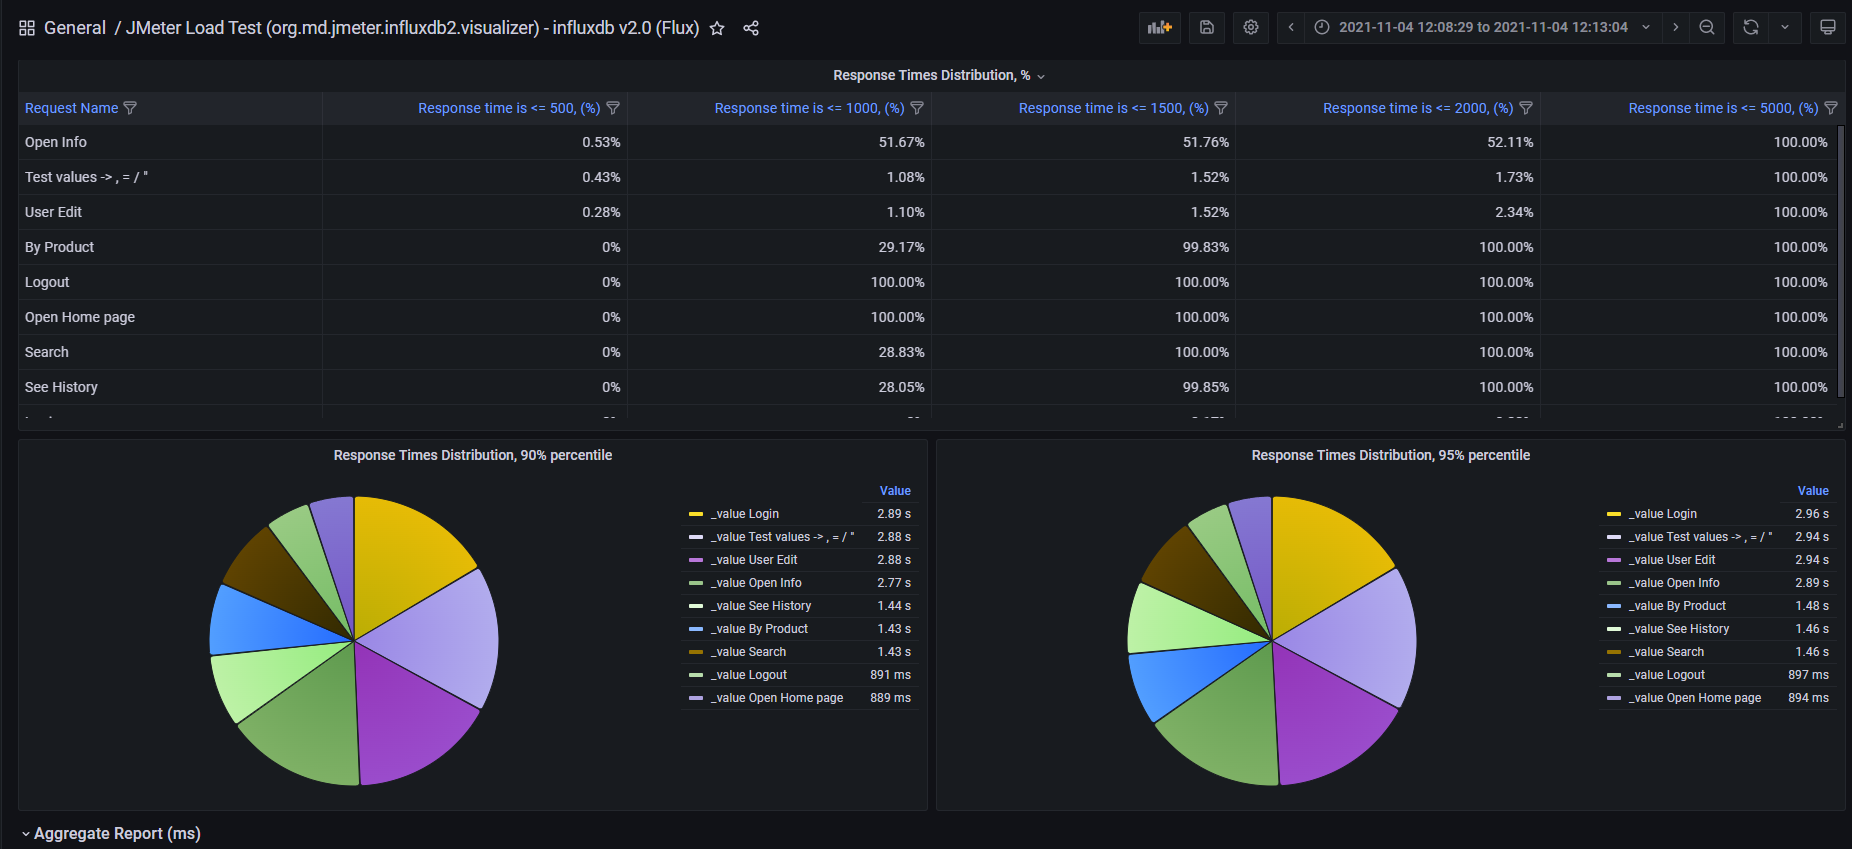 General / JMeter Load Test (org.md.jmeter.influxdb2.visualizer) - influxdb v2.0 (Flux)
2021-11-04 12:08:29 to 2021-11-04 12:13:04
Response Times Distribution, %
Request Name Response time is <= 500, (%) Response time is <= 1000, (%) Response time is <= 1500, (%) Response time is <= 2000, (%) Response time is <= 5000, (%)
Open Info 0.53% 51.67% 51.76% 52.11% 100.00%
Test values -> , = / " 0.43% 1.08% 1.52% 1.73% 100.00%
User Edit 0.28% 1.10% 1.52% 2.34% 100.00%
By Product 0% 29.17% 99.83% 100.00% 100.00%
Logout 0% 100.00% 100.00% 100.00% 100.00%
Open Home page 0% 100.00% 100.00% 100.00% 100.00%
Search 0% 28.83% 100.00% 100.00% 100.00%
See History 0% 28.05% 99.85% 100.00% 100.00%
Response Times Distribution, 90% percentile
Value
_value Login 2.89 s
_value Test values -> , = / " 2.88 s
_value User Edit 2.88 s
_value Open Info 2.77 s
_value See History 1.44 s
_value By Product 1.43 s
_value Search 1.43 s
_value Logout 891 ms
_value Open Home page 889 ms
Response Times Distribution, 95% percentile
Value
_value Login 2.96 s
_value Test values -> , = / " 2.94 s
_value User Edit 2.94 s
_value Open Info 2.89 s
_value By Product 1.48 s
_value See History 1.46 s
_value Search 1.46 s
_value Logout 897 ms
_value Open Home page 894 ms
Aggregate Report (ms)